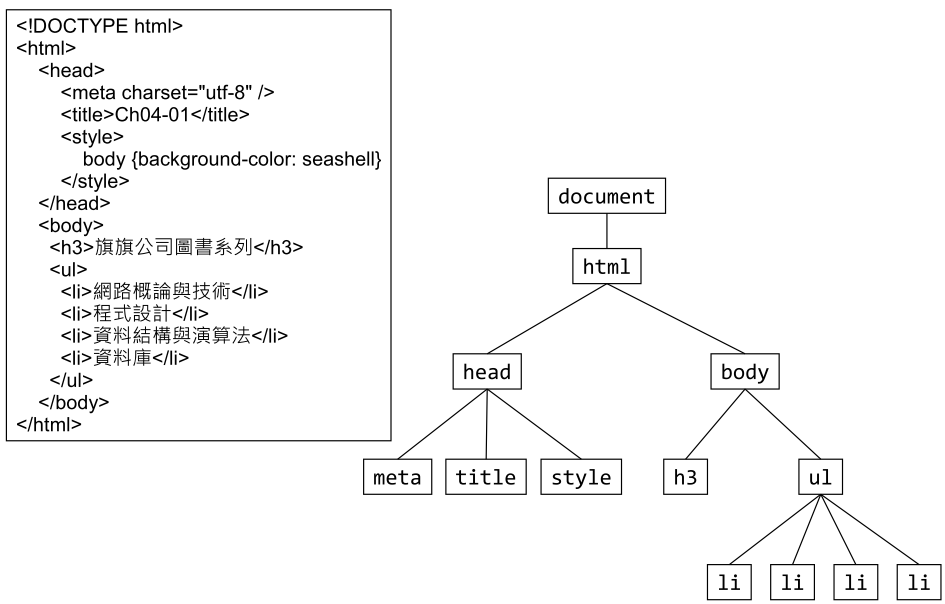 <!DOCTYPE html>
<html>
<head>
<meta charset="utf-8" />
<title>Ch04-01</title>
<style>
body {background-color: seashell}
</style>
</head>
<body>
<h3>旗旗公司圖書系列</h3>
<ul>
<li>網路概論與技術</li>
<li>程式設計</li>
<li>資料結構與演算法</li>
<li>資料庫</li>
</ul>
</body>
</html>
document
html
head body
meta title style h3 ul
li li li li